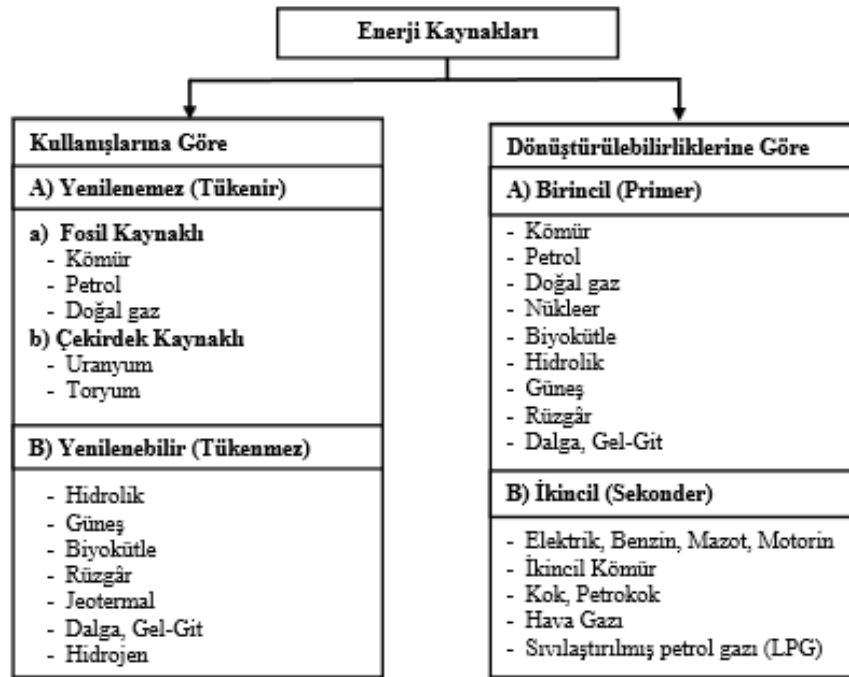 Enerji Kaynakları
Kullanışlarına Göre
A) Yenilenemez (Tükenir)
a) Fosil Kaynaklı
- Kömür
- Petrol
- Doğal gaz
b) Çekirdek Kaynaklı
- Uranyum
- Toryum
B) Yenilenebilir (Tükenmez)
- Hidrolik
- Güneş
- Biyokütle
- Rüzgâr
- Jeotermal
- Dalga, Gel-Git
- Hidrojen
Dönüştürülebilirliklerine Göre
A) Birincil (Primer)
- Kömür
- Petrol
- Doğal gaz
- Nükleer
- Biyokütle
- Hidrolik
- Güneş
- Rüzgâr
- Dalga, Gel-Git
B) İkincil (Sekonder)
- Elektrik, Benzin, Mazot, Motorin
- İkincil Kömür
- Kok, Petrokok
- Hava Gazı
- Sıvılaştırılmış petrol gazı (LPG)